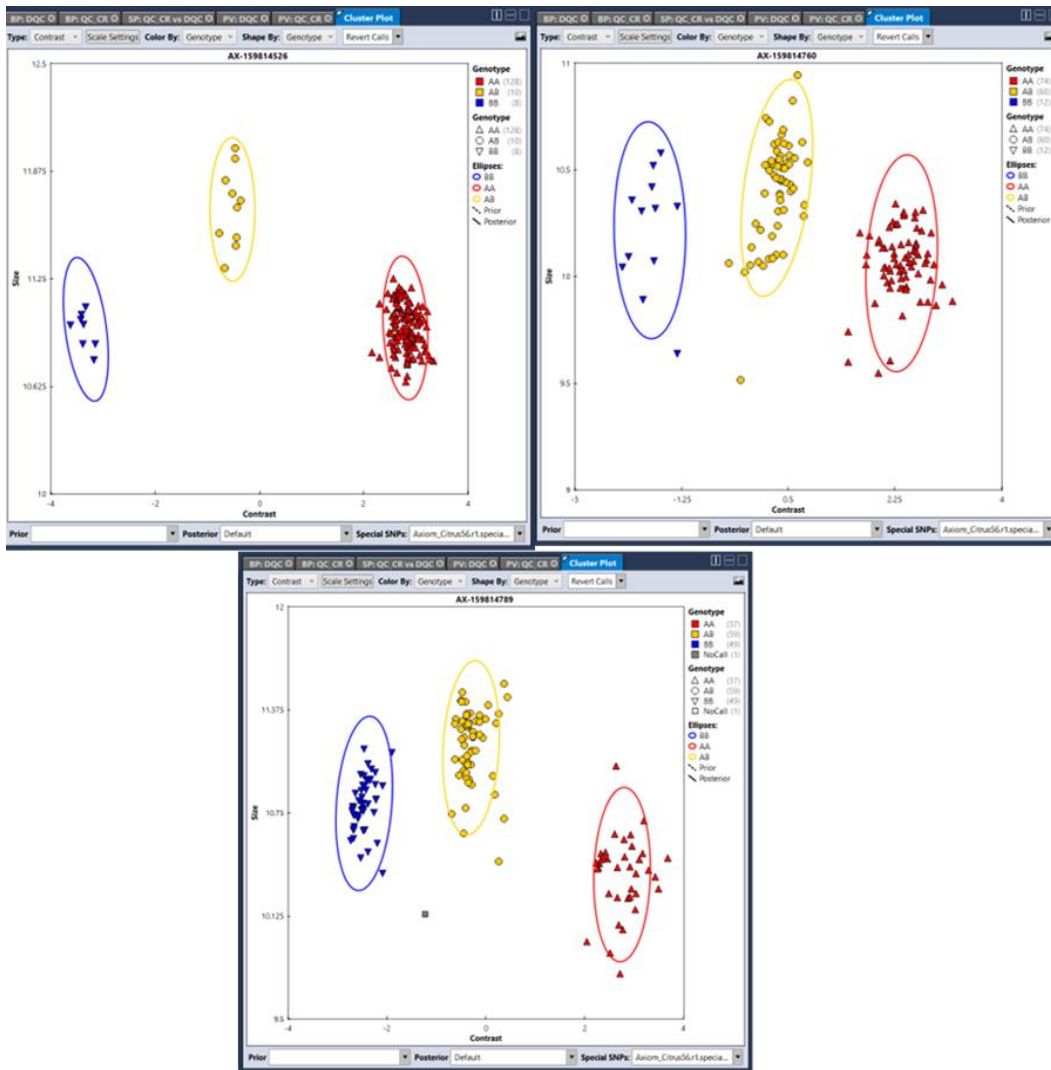 BP: DQC BP: QC_CR SP: QC_CR vs DQC PV: DQC PV: QC_CR Cluster Plot
Type: Contrast Scale Settings Color By: Genotype Shape By: Genotype Revert Calls
AX-159814526
12.5
11.875
11.25
10.625
10
Size
-4 -2 0 2 4
Contrast
Genotype
AA (128)
AB (10)
BB (8)
Genotype
AA (128)
AB (10)
BB (8)
Ellipses:
BB
AA
AB
Prior
Posterior
Prior Posterior Default Special SNPs: Axiom_Citrus56.r1.specia...
BP: DQC BP: QC_CR SP: QC_CR vs DQC PV: DQC PV: QC_CR Cluster Plot
Type: Contrast Scale Settings Color By: Genotype Shape By: Genotype Revert Calls
AX-159814760
11
10.5
10
9.5
9
Size
-3 -1.25 0.5 2.25 4
Contrast
Genotype
AA (74)
AB (60)
BB (12)
Genotype
AA (74)
AB (60)
BB (12)
Ellipses:
BB
AA
AB
Prior
Posterior
Prior Posterior Default Special SNPs: Axiom_Citrus56.r1.specia...
BP: DQC BP: QC_CR SP: QC_CR vs DQC PV: DQC PV: QC_CR Cluster Plot
Type: Contrast Scale Settings Color By: Genotype Shape By: Genotype Revert Calls
AX-159814789
12
11.375
10.75
10.125
9.5
Size
-4 -2 0 2 4
Contrast
Genotype
AA (37)
AB (59)
BB (49)
NoCall (1)
Genotype
AA (37)
AB (59)
BB (49)
NoCall (1)
Ellipses:
BB
AA
AB
Prior
Posterior
Prior Posterior Default Special SNPs: Axiom_Citrus56.r1.specia...